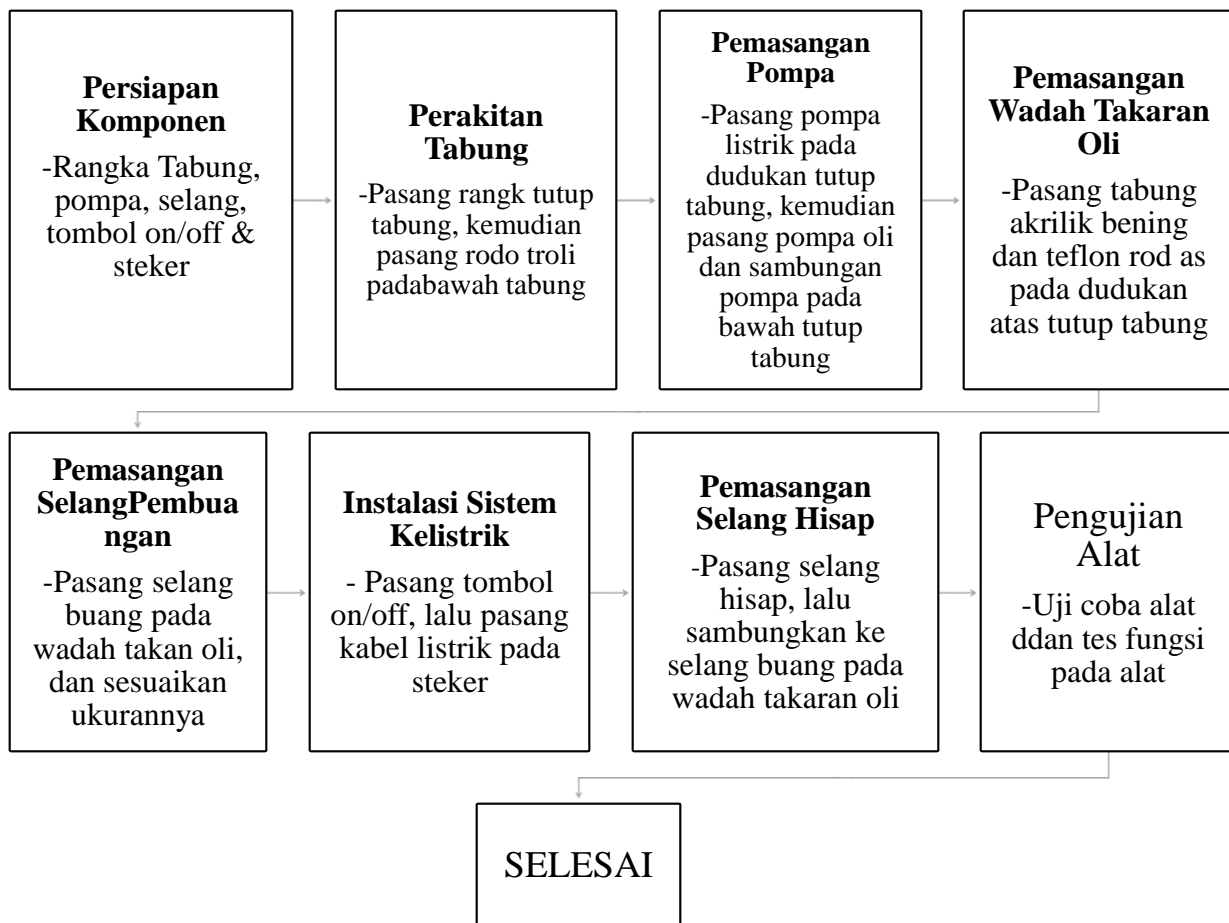 Persiapan
Komponen
-Rangka Tabung,
pompa, selang,
tombol on/off &
steker
Perakitan
Tabung
-Pasang rangk tutup
tabung, kemudian
pasang rodo troli
padabawah tabung
Pemasangan
Pompa
-Pasang pompa
listrik pada
dudukan tutup
tabung, kemudian
pasang pompa oli
dan sambungan
pompa pada
bawah tutup
tabung
Pemasangan
Wadah Takaran
Oli
-Pasang tabung
akrilik bening
dan teflon rod as
pada dudukan
atas tutup tabung
Pemasangan
SelangPembua
ngan
-Pasang selang
buang pada
wadah takan oli,
dan sesuaikan
ukurannya
Instalasi Sistem
Kelistrik
- Pasang tombol
on/off, lalu pasang
kabel listrik pada
steker
Pemasangan
Selang Hisap
-Pasang selang
hisap, lalu
sambungkan ke
selang buang pada
wadah takaran oli
Pengujian
Alat
-Uji coba alat
ddan tes fungsi
pada alat
SELESAI